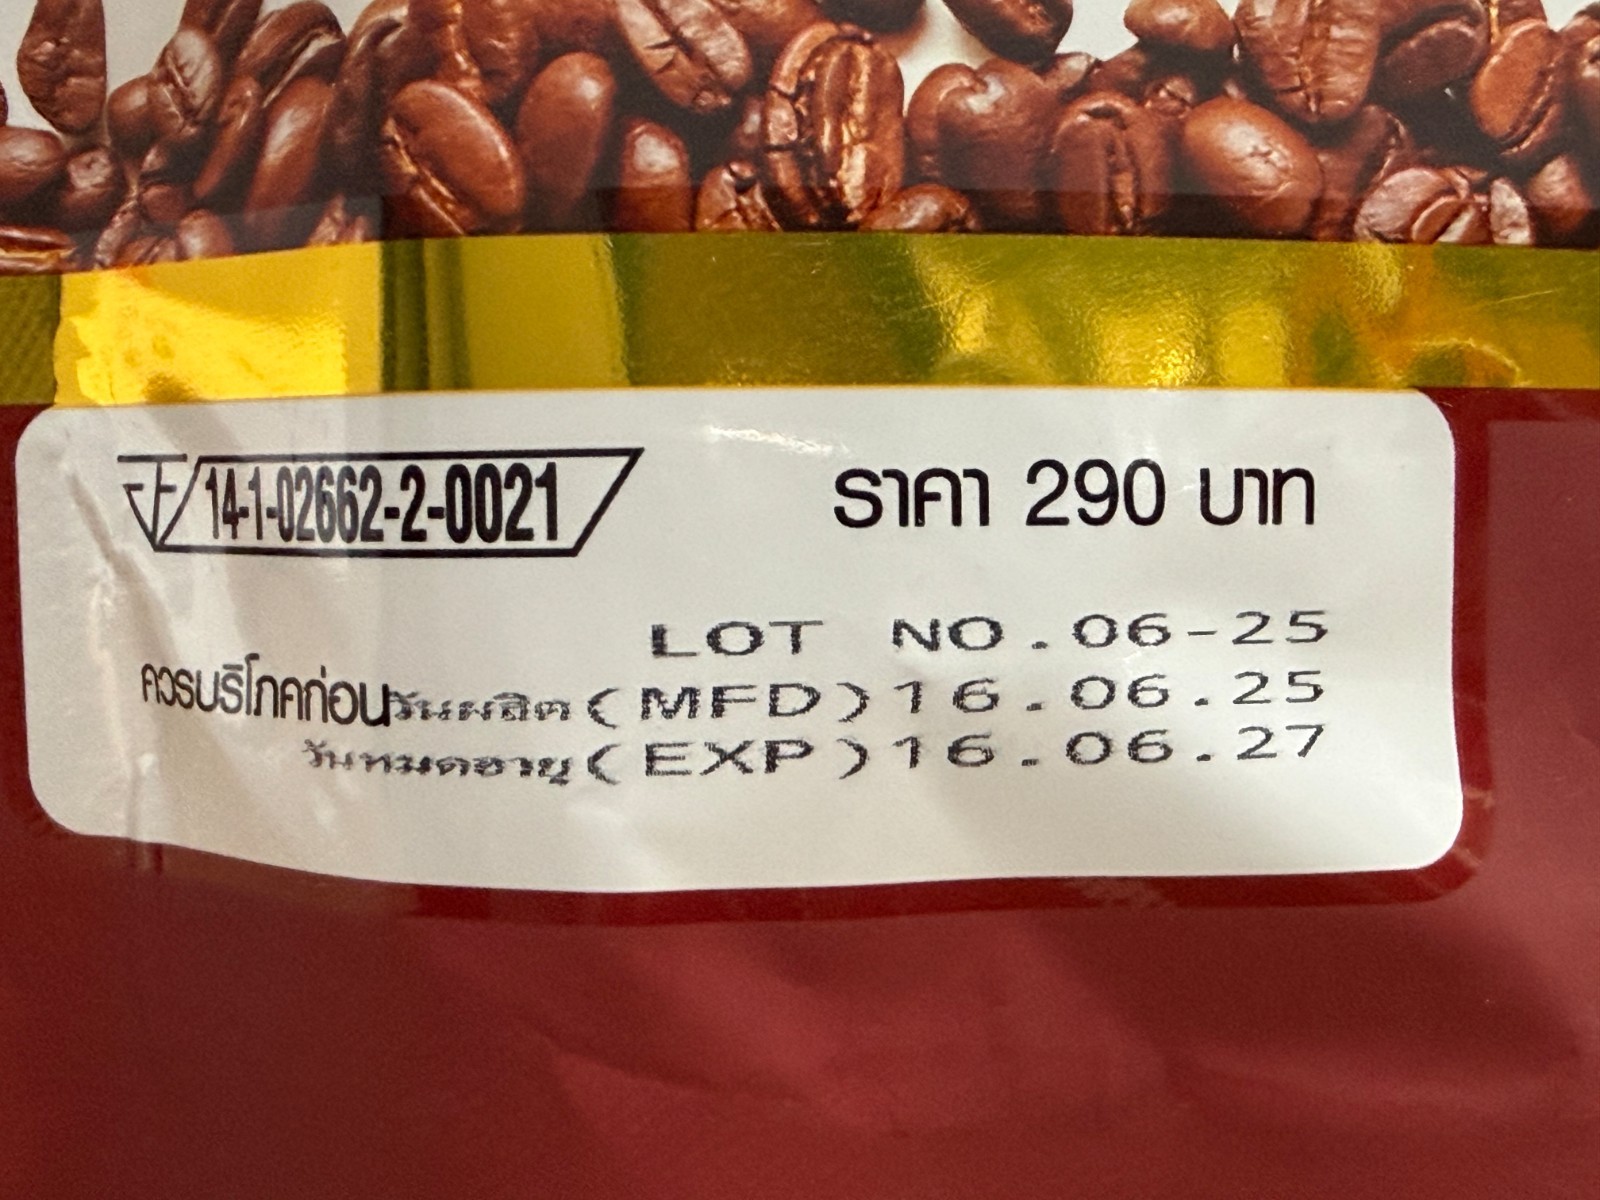 อย 14-1-02662-2-0021
ราคา 290 บาท
LOT NO.06-25
ควรบริโภคก่อน วันผลิต(MFD)16.06.25
วันหมดอายุ(EXP)16.06.27